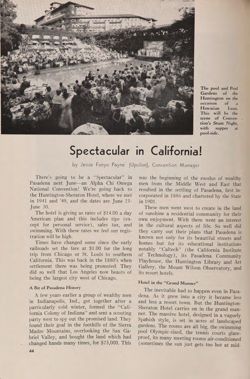 The pool and Pool
Gardens of the
Huntington on the
occasion of a
Hawaiian Luau.
This will be the
scene of Conven-
tion's Stunt Night,
with supper at
pool-side.
Spectacular in California!
by Jessie Fanyo Payne (Upsilon), Convention Manager
There's going to be a "Spectacular" in
Pasadena next June—an Alpha Chi Omega
National Convention! We're going back to
the Huntington-Sheraton Hotel, where we met
in 1941 and '49, and the dates are June 25-
June 30.
The hotel is giving us rates of $14.00 a day
American plan and this includes tips (ex-
cept for personal service), sales tax, and
swimming. With these rates we feel our regis-
tration will be high.
Times have changed some since the early
railroads set the fare at $1.00 for the long
trip from Chicago or St. Louis to southern
California. This was back in the 1880's when
settlement there was being promoted. They
did so well that Los Angeles now boasts of
being the largest city west of Chicago.
A Bit of Pasadena History
A few years earlier a group of wealthy men
in Indianapolis, Ind., got together after a
particularly cold winter, formed the "Cali-
fornia Colony of Indiana" and sent a scouting
party west to spy out the promised land. They
found their goal in the foothills of the Sierra
Madre Mountains, overlooking the San Ga-
briel Valley, and bought the land which had
changed hands many times, for $75,000. This
was the beginning of the exodus of wealthy
men from the Middle West and East that
resulted in the settling of Pasadena, first in-
corporated in 1886 and chartered by the State
in 1901.
These men went west to create in the land
of sunshine a residential community for their
own enjoyment. With them went an interest
in the cultural aspects of life. So well did
they carry out their plans that Pasadena is
now noted not only for its beautiful estates and
homes but for its educational institutions
notably "Caltech" (the California Institute
of Technology), its Pasadena Community
Playhouse, the Huntington Library and Art
Gallery, the Mount Wilson Observatory, and
its resort hotels.
Hotel in the "Grand Manner"
The inevitable had to happen even in Pasa-
dena. As it grew into a city it became less
and less a resort town. But the Huntington-
Sheraton Hotel carries on in the grand man-
ner. The massive hotel, designed in a vaguely
Spanish style, is set in acres of landscaped
gardens. The rooms are all big, the swimming
pool Olympic-sized, the tennis courts glass-
owed, its many meeting rooms air-conditioned
(sometimes the sun just gets too hot at mid-
44